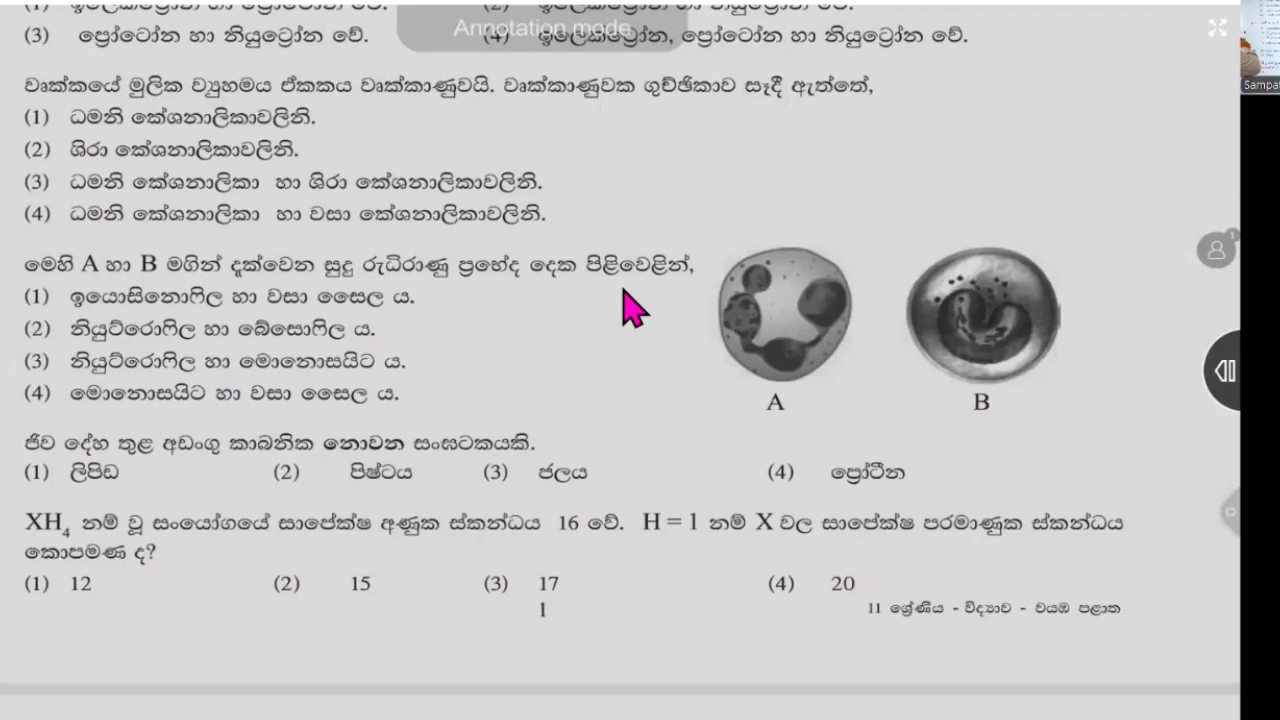 (3) ප්‍රෝටෝන හා නියුට්‍රෝන වේ. (4) ඉලෙක්ට්‍රෝන, ප්‍රෝටෝන හා නියුට්‍රෝන වේ.
Annotation mode
Sampat
වෘක්කයේ මූලික ව්‍යුහමය ඒකකය වෘක්කාණුවයි. වෘක්කාණුවක ගුච්ඡිකාව සෑදී ඇත්තේ,
(1) ධමනි කේශනාලිකාවලිනි.
(2) ශිරා කේශනාලිකාවලිනි.
(3) ධමනි කේශනාලිකා හා ශිරා කේශනාලිකාවලිනි.
(4) ධමනි කේශනාලිකා හා වසා කේශනාලිකාවලිනි.
මෙහි A හා B මගින් දැක්වෙන සුදු රුධිරාණු ප්‍රභේද දෙක පිළිවෙළින්,
(1) ඉයොසිනොෆිල හා වසා සෛල ය.
(2) නියුට්රොෆිල හා බේසොෆිල ය.
(3) නියුට්රොෆිල හා මොනොසයිට ය.
(4) මොනොසයිට හා වසා සෛල ය.
A B
ජීව දේහ තුළ අඩංගු කාබනික නොවන සංඝටකයකි.
(1) ලිපිඩ (2) පිෂ්ටය (3) ජලය (4) ප්‍රෝටීන
XH₄ නම් වූ සංයෝගයේ සාපේක්ෂ අණුක ස්කන්ධය 16 වේ. H = 1 නම් X වල සාපේක්ෂ පරමාණුක ස්කන්ධය
කොපමණ ද?
(1) 12 (2) 15 (3) 17 (4) 20
1 11 ශ්‍රේණිය - විද්‍යාව - වයඹ පළාත